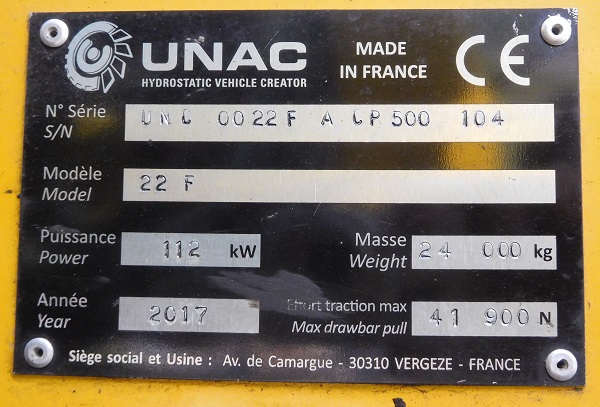 UNAC
HYDROSTATIC VEHICLE CREATOR
MADE
IN FRANCE
CE
N° Série
S/N
UNC 0022F A CP500 104
Modèle
Model
22 F
Puissance
Power
112 kW
Masse
Weight
24 000 kg
Année
Year
2017
Effort traction max
Max drawbar pull
41 900 N
Siège social et Usine : Av. de Camargue - 30310 VERGEZE - FRANCE